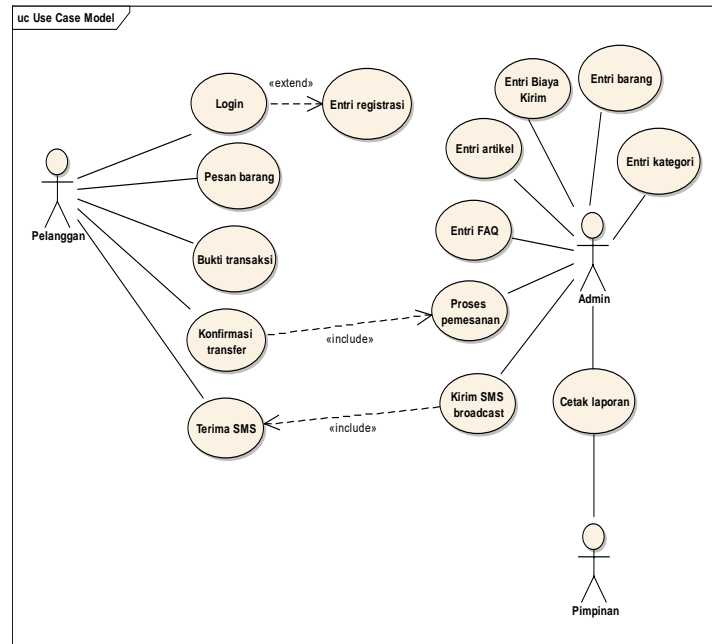 uc Use Case Model
Login
«extend»
Entri registrasi
Pesan barang
Pelanggan
Bukti transaksi
Konfirmasi
transfer
«include»
Proses
pemesanan
Terima SMS
«include»
Kirim SMS
broadcast
Entri Biaya
Kirim
Entri barang
Entri artikel
Entri kategori
Entri FAQ
Admin
Cetak laporan
Pimpinan